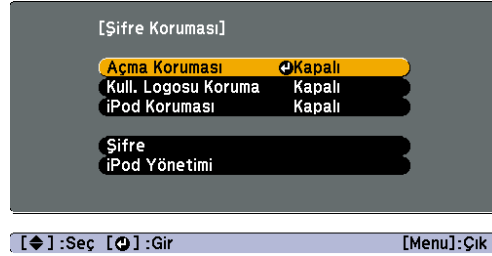 [Şifre Koruması]
Açma Koruması Kapalı
Kull. Logosu Koruma Kapalı
iPod Koruması Kapalı
Şifre
iPod Yönetimi
[◆]:Seç [⏎]:Gir [Menu]:Çık